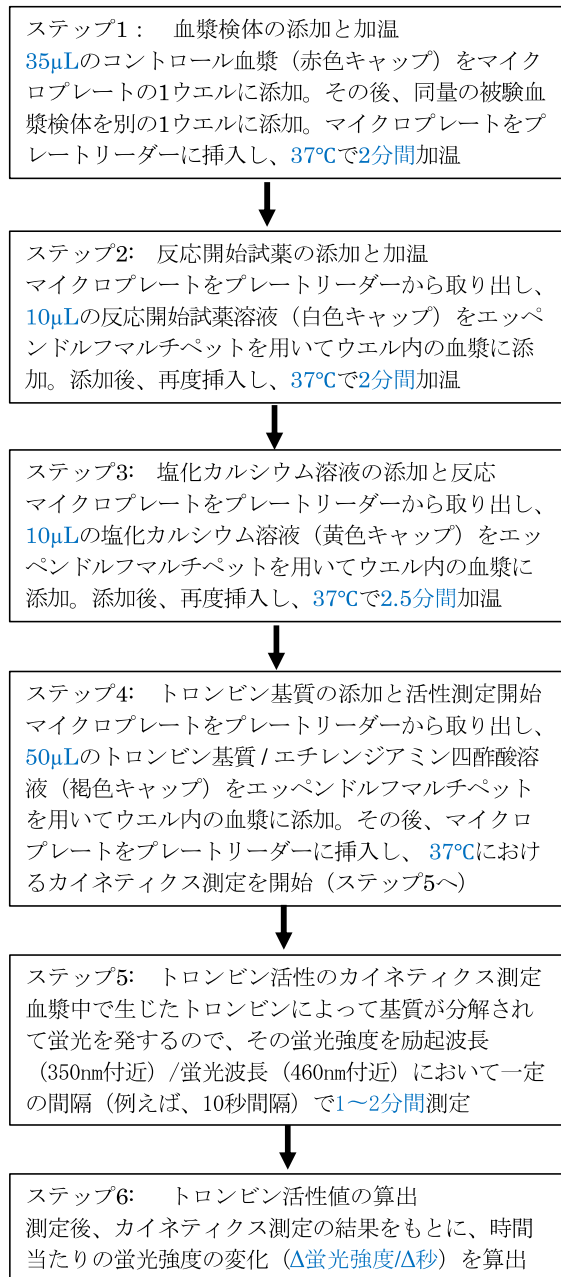 ステップ1： 血漿検体の添加と加温
35μLのコントロール血漿（赤色キャップ）をマイク
ロプレートの1ウエルに添加。その後、同量の被験血
漿検体を別の1ウエルに添加。マイクロプレートをプ
レートリーダーに挿入し、37℃で2分間加温
ステップ2: 反応開始試薬の添加と加温
マイクロプレートをプレートリーダーから取り出し、
10μLの反応開始試薬溶液（白色キャップ）をエッペ
ンドルフマルチペットを用いてウエル内の血漿に添
加。添加後、再度挿入し、37℃で2分間加温
ステップ3: 塩化カルシウム溶液の添加と反応
マイクロプレートをプレートリーダーから取り出し、
10μLの塩化カルシウム溶液（黄色キャップ）をエッ
ペンドルフマルチペットを用いてウエル内の血漿に
添加。添加後、再度挿入し、37℃で2.5分間加温
ステップ4: トロンビン基質の添加と活性測定開始
マイクロプレートをプレートリーダーから取り出し、
50μLのトロンビン基質 / エチレンジアミン四酢酸溶
液（褐色キャップ）をエッペンドルフマルチペット
を用いてウエル内の血漿に添加。その後、マイクロ
プレートをプレートリーダーに挿入し、 37℃におけ
るカイネティクス測定を開始（ステップ5へ）
ステップ5: トロンビン活性のカイネティクス測定
血漿中で生じたトロンビンによって基質が分解され
て蛍光を発するので、その蛍光強度を励起波長
（350nm付近）/蛍光波長（460nm付近）において一定
の間隔（例えば、10秒間隔）で1～2分間測定
ステップ6: トロンビン活性値の算出
測定後、カイネティクス測定の結果をもとに、時間
当たりの蛍光強度の変化（Δ蛍光強度/Δ秒）を算出